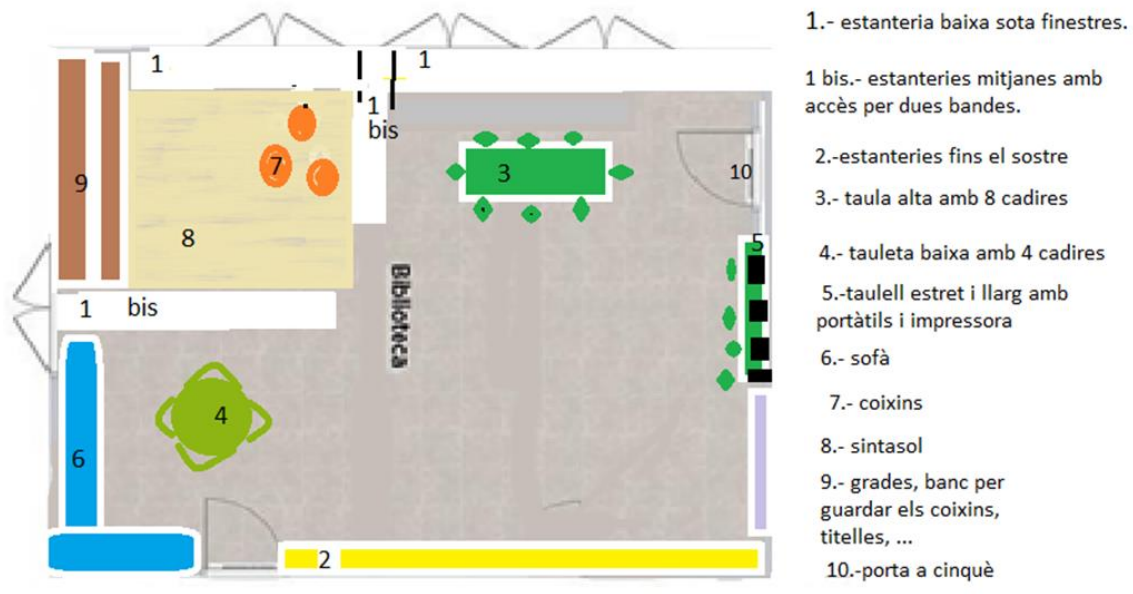 1
1
1
bis
9
7
8
3
10
5
1 bis
Biblioteca
4
6
2
1.- estanteria baixa sota finestres.
1 bis.- estanteries mitjanes amb
accès per dues bandes.
2.-estanteries fins el sostre
3.- taula alta amb 8 cadires
4.- tauleta baixa amb 4 cadires
5.-taulell estret i llarg amb
portàtils i impressora
6.- sofà
7.- coixins
8.- sintasol
9.- grades, banc per
guardar els coixins,
titelles, ...
10.-porta a cinquè